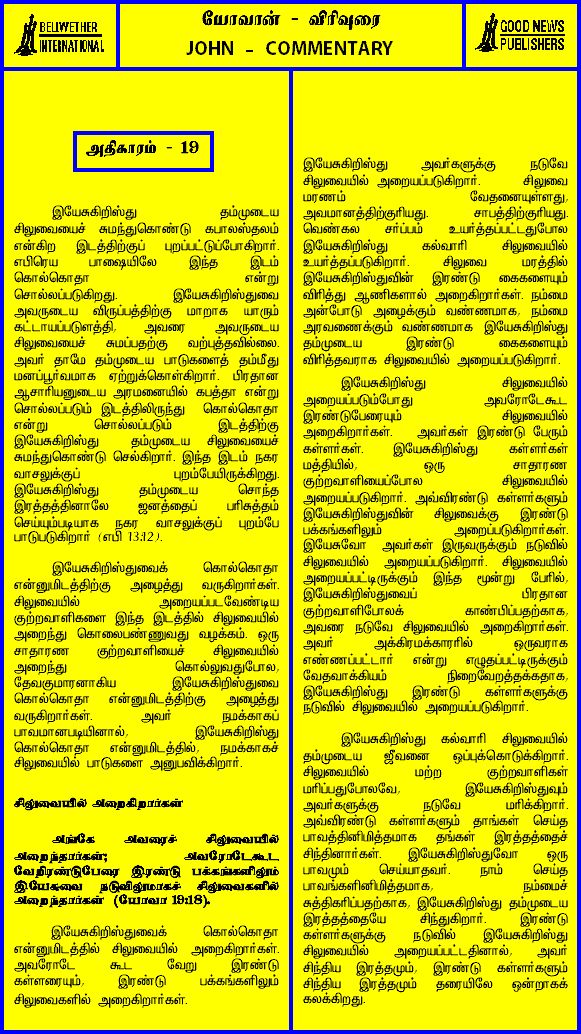 BELIWETHER
INTERNATIONAL
யோவான் - விரிவுரை
JOHN - COMMENTARY
GOOD NEWS
PUBLISHERS
அதிகாரம் - 19
இயேசுகிறிஸ்து தம்முடைய
சிலுவையைச் சுமந்துகொண்டு கபாலஸ்தலம்
என்கிற இடத்திற்குப் புறப்பட்டுப்போகிறார்.
எபிரெய பாஷையிலே இந்த இடம்
கொல்கொதா என்று
சொல்லப்படுகிறது. இயேசுகிறிஸ்துவை
அவருடைய விருப்பத்திற்கு மாறாக யாரும்
கட்டாயப்படுளத்தி, அவரை அவருடைய
சிலுவையைச் சுமப்பதற்கு வற்புத்தவில்லை.
அவர் தாமே தம்முடைய பாடுகளைத் தம்மீது
மனப்பூர்வமாக ஏற்றுக்கொள்கிறார். பிரதான
ஆசாரியனுடைய அரமனையில் கபத்தா என்று
சொல்லப்படும் இடத்திலிருந்து கொல்கொதா
என்று சொல்லப்படும் இடத்திற்கு
இயேசுகிறிஸ்து தம்முடைய சிலுவையைச்
சுமந்துகொண்டு செல்கிறார். இந்த இடம் நகர
வாசலுக்குப் புறம்பேயிருக்கிறது.
இயேசுகிறிஸ்து தம்முடைய சொந்த
இரத்தத்தினாலே ஜனத்தைப் பரிசுத்தம்
செய்யும்படியாக நகர வாசலுக்குப் புறம்பே
பாடுபடுகிறார் (எபி 13:12).
இயேசுகிறிஸ்துவைக் கொல்கொதா
என்னுமிடத்திற்கு அழைத்து வருகிறார்கள்.
சிலுவையில் அறையப்படவேண்டிய
குற்றவாளிகளை இந்த இடத்தில் சிலுவையில்
அறைந்து கொலைபண்ணுவது வழக்கம். ஒரு
சாதாரண குற்றவாளியைச் சிலுவையில்
அறைந்து கொல்லுவதுபோல,
தேவகுமாரனாகிய இயேசுகிறிஸ்துவை
கொல்கொதா என்னுமிடத்திற்கு அழைத்து
வருகிறார்கள். அவர் நமக்காகப்
பாவமானபடியினால், இயேசுகிறிஸ்து
கொல்கொதா என்னுமிடத்தில், நமக்காகச்
சிலுவையில் பாடுகளை அனுபவிக்கிறார்.
சிலுவையில் அறைகிறார்கள்
அங்கே அவரைச் சிலுவையில்
அறைந்தார்கள்; அவரோடேகூட
வேறிரண்டுபேரை இரண்டு பக்கங்களிலும்
இயேசுவை நடுவிலுமாகச் சிலுவைகளில்
அறைந்தார்கள் (யோவா 19:18).
இயேசுகிறிஸ்துவைக் கொல்கொதா
என்னுமிடத்தில் சிலுவையில் அறைகிறார்கள்.
அவரோடே கூட வேறு இரண்டு
கள்ளரையும், இரண்டு பக்கங்களிலும்
சிலுவைகளில் அறைகிறார்கள்.
இயேசுகிறிஸ்து அவர்களுக்கு நடுவே
சிலுவையில் அறையப்படுகிறார். சிலுவை
மரணம் வேதனையுள்ளது,
அவமானத்திற்குரியது. சாபத்திற்குரியது.
வெண்கல சர்ப்பம் உயர்த்தப்பட்டதுபோல
இயேசுகிறிஸ்து கல்வாரி சிலுவையில்
உயர்த்தப்படுகிறார். சிலுவை மரத்தில்
இயேசுகிறிஸ்துவின் இரண்டு கைகளையும்
விரித்து ஆணிகளால் அறைகிறார்கள். நம்மை
அன்போடு அழைக்கும் வண்ணமாக, நம்மை
அரவணைக்கும் வண்ணமாக இயேசுகிறிஸ்து
தம்முடைய இரண்டு கைகளையும்
விரித்தவராக சிலுவையில் அறையப்படுகிறார்.
இயேசுகிறிஸ்து சிலுவையில்
அறையப்படும்போது அவரோடேகூட
இரண்டுபேரையும் சிலுவையில்
அறைகிறார்கள். அவர்கள் இரண்டு பேரும்
கள்ளர்கள். இயேசுகிறிஸ்து கள்ளர்கள்
மத்தியில், ஒரு சாதாரண
குற்றவாளியைப்போல சிலுவையில்
அறையப்படுகிறார். அவ்விரண்டு கள்ளர்களும்
இயேசுகிறிஸ்துவின் சிலுவைக்கு இரண்டு
பக்கங்களிலும் அறைப்படுகிறார்கள்.
இயேசுவோ அவர்கள் இருவருக்கும் நடுவில்
சிலுவையில் அறையப்படுகிறார். சிலுவையில்
அறையப்பட்டிருக்கும் இந்த மூன்று பேரில்,
இயேசுகிறிஸ்துவைப் பிரதான
குற்றவாளிபோலக் காண்பிப்பதற்காக,
அவரை நடுவே சிலுவையில் அறைகிறார்கள்.
அவர் அக்கிரமக்காரரில் ஒருவராக
எண்ணப்பட்டார் என்று எழுதப்பட்டிருக்கும்
வேதவாக்கியம் நிறைவேறத்தக்கதாக,
இயேசுகிறிஸ்து இரண்டு கள்ளர்களுக்கு
நடுவில் சிலுவையில் அறையப்படுகிறார்.
இயேசுகிறிஸ்து கல்வாரி சிலுவையில்
தம்முடைய ஜீவனை ஒப்புக்கொடுக்கிறார்.
சிலுவையில் மற்ற குற்றவாளிகள்
மரிப்பதுபோலவே, இயேசுகிறிஸ்துவும்
அவர்களுக்கு நடுவே மரிக்கிறார்.
அவ்விரண்டு கள்ளர்களும் தாங்கள் செய்த
பாவத்தினிமித்தமாக தங்கள் இரத்தத்தைச்
சிந்தினார்கள். இயேசுகிறிஸ்துவோ ஒரு
பாவமும் செய்யாதவர். நாம் செய்த
பாவங்களினிமித்தமாக, நம்மைச்
சுத்திகரிப்பதற்காக, இயேசுகிறிஸ்து தம்முடைய
இரத்தத்தையே சிந்துகிறார். இரண்டு
கள்ளர்களுக்கு நடுவில் இயேசுகிறிஸ்து
சிலுவையில் அறையப்பட்டதினால், அவர்
சிந்திய இரத்தமும், இரண்டு கள்ளர்களும்
சிந்திய இரத்தமும் தரையிலே ஒன்றாகக்
கலக்கிறது.